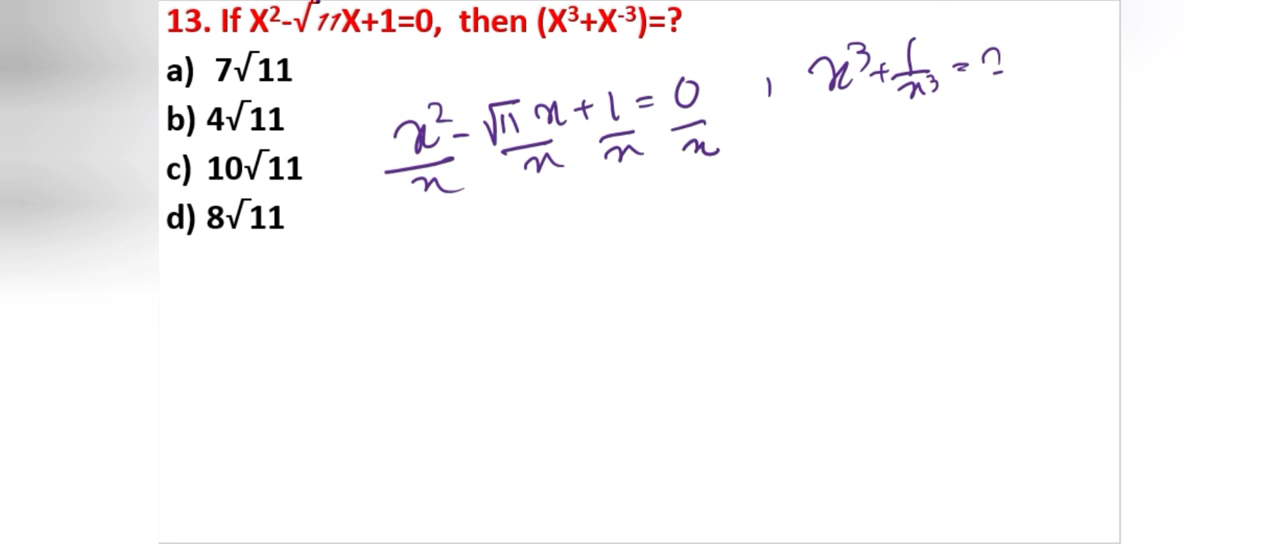 13. If X²-√11X+1=0, then (X³+X⁻³)=?
a) 7√11
b) 4√11
c) 10√11
d) 8√11
x²/x - √11 x/x + 1/x = 0/x , x³+1/x³ = ?